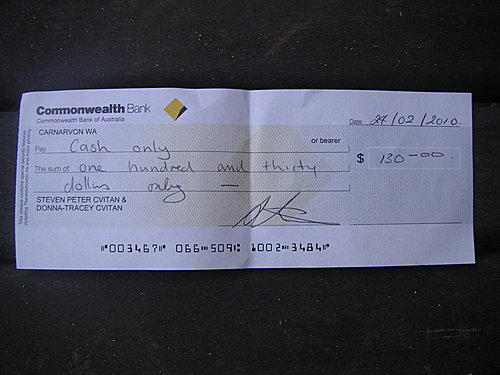 Commonwealth Bank
Commonwealth Bank of Australia
Date 27/02/2010.
CARNARVON WA
or bearer
Pay Cash only
The sum of one hundred and thirty
$ 130-00.
dollars only —
STEVEN PETER CVITAN &
DONNA-TRACEY CVITAN
⑈003467⑈ 066⑉509⑆ 1002⑉3484⑈